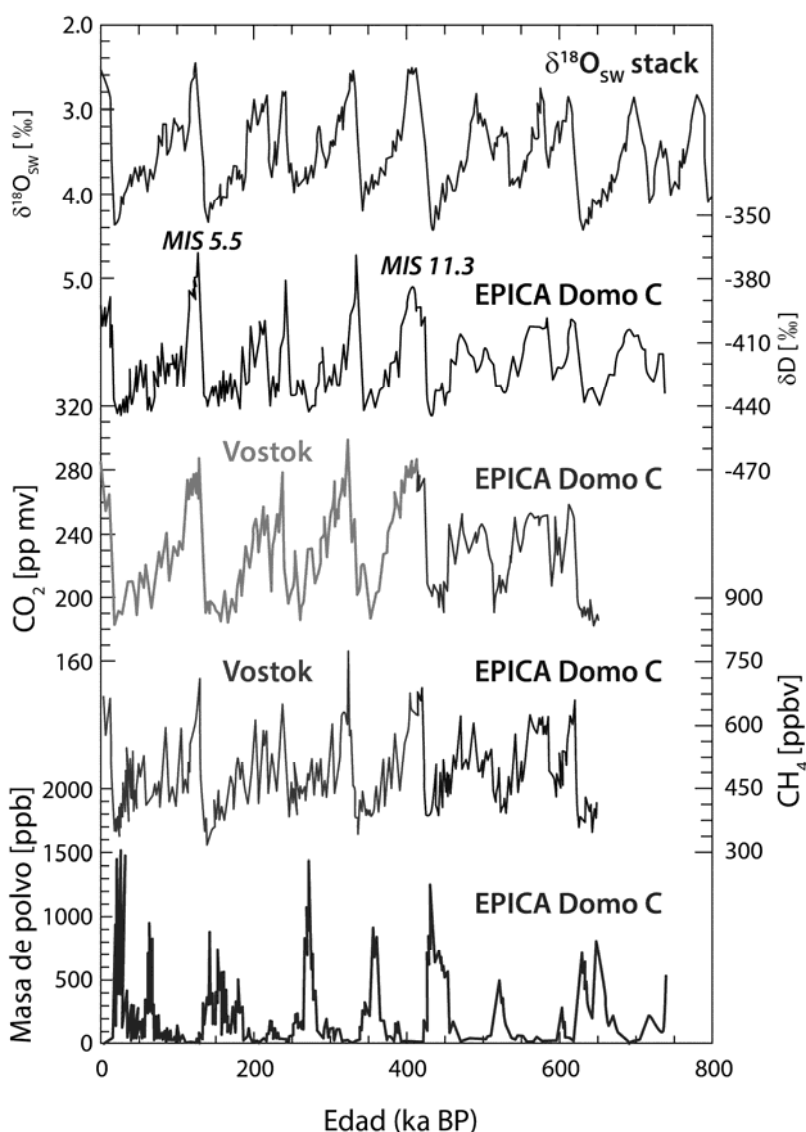 2.0
δ¹⁸O_SW stack
3.0
δ¹⁸O_SW [‰]
4.0
-350
MIS 5.5
5.0
MIS 11.3
EPICA Domo C
-380
-410
δD [‰]
320
-440
Vostok
280
EPICA Domo C
-470
CO₂ [pp mv]
240
200
900
Vostok
160
EPICA Domo C
750
600
CH₄ [ppbv]
2000
450
Masa de polvo [ppb]
1500
300
EPICA Domo C
1000
500
0
0 200 400 600 800
Edad (ka BP)